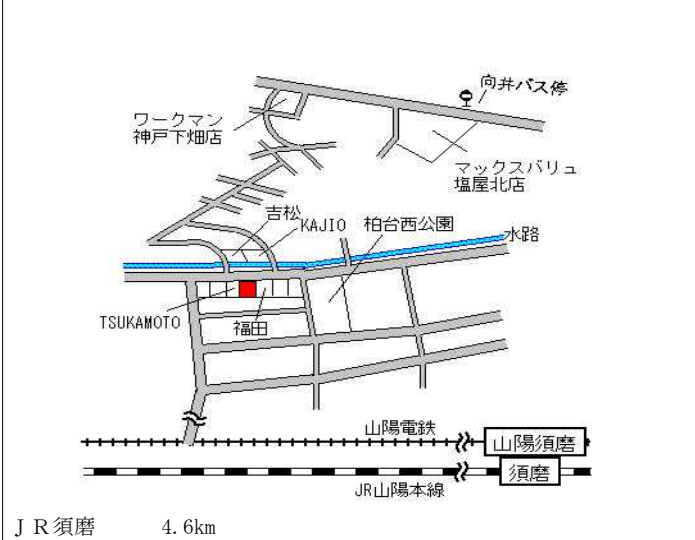 向井バス停
ワークマン
神戸下畑店
マックスバリュ
塩屋北店
吉松
KAJIO
柏台西公園
水路
TSUKAMOTO
福田
山陽電鉄
山陽須磨
須磨
JR山陽本線
ＪＲ須磨 4.6km